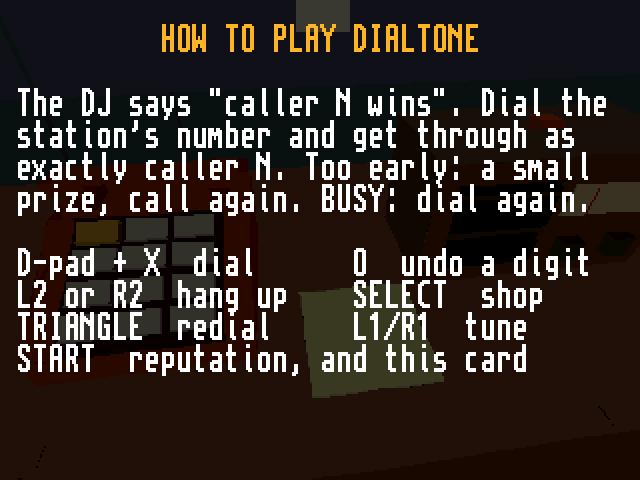 HOW TO PLAY DIALTONE
The DJ says "caller N wins". Dial the
station's number and get through as
exactly caller N. Too early: a small
prize, call again. BUSY: dial again.
D-pad + X dial O undo a digit
L2 or R2 hang up SELECT shop
TRIANGLE redial L1/R1 tune
START reputation, and this card